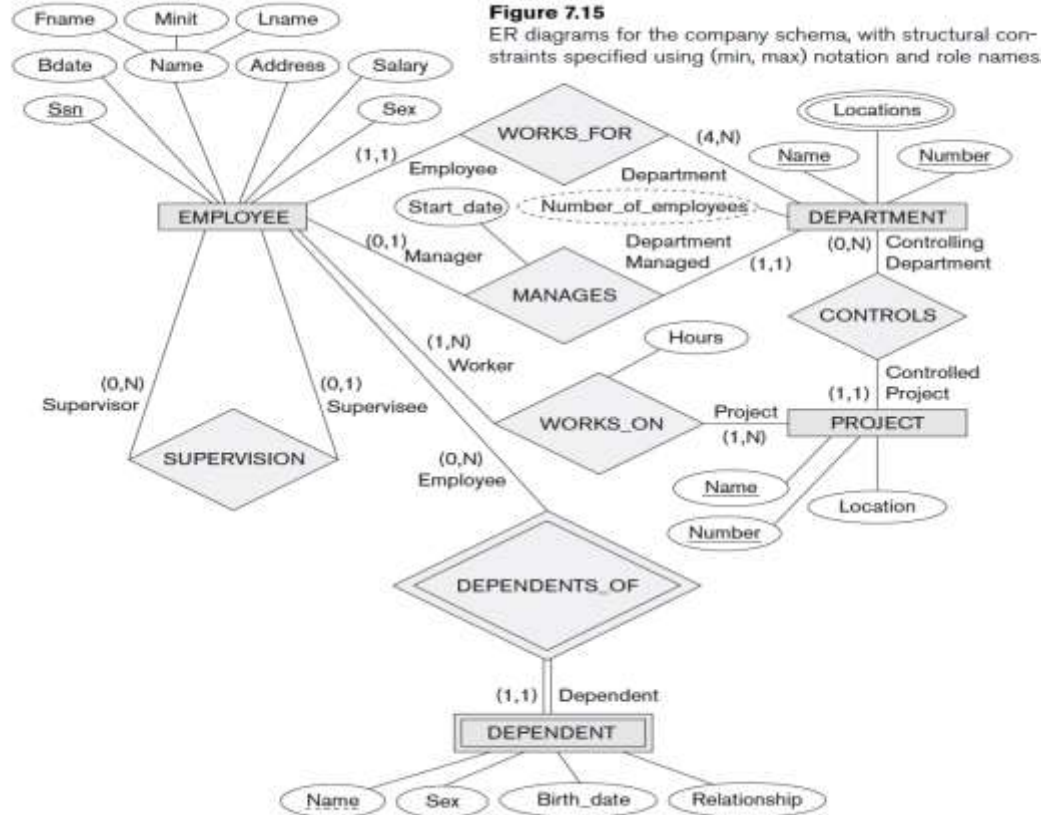 Figure 7.15
ER diagrams for the company schema, with structural con-
straints specified using (min, max) notation and role names.
Fname
Minit
Lname
Bdate
Name
Address
Salary
Ssn
Sex
WORKS_FOR
Locations
(1,1)
Employee
(4,N)
Department
Name
Number
EMPLOYEE
Start_date
Number_of_employees
DEPARTMENT
(0,1)
Manager
Department
Managed
(1,1)
(0,N)
Controlling
Department
MANAGES
CONTROLS
(1,N)
Worker
Hours
(0,N)
Supervisor
(0,1)
Supervisee
Controlled
Project
(1,1)
SUPERVISION
WORKS_ON
Project
(1,N)
PROJECT
(0,N)
Employee
Name
Number
Location
DEPENDENTS_OF
(1,1)
Dependent
DEPENDENT
Name
Sex
Birth_date
Relationship